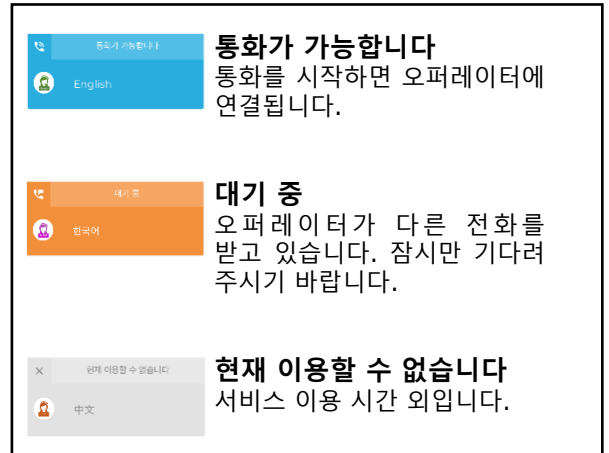 통화가 가능합니다
English
통화가 가능합니다
통화를 시작하면 오퍼레이터에
연결됩니다.
대기 중
한국어
대기 중
오퍼레이터가 다른 전화를
받고 있습니다. 잠시만 기다려
주시기 바랍니다.
현재 이용할 수 없습니다
中文
현재 이용할 수 없습니다
서비스 이용 시간 외입니다.